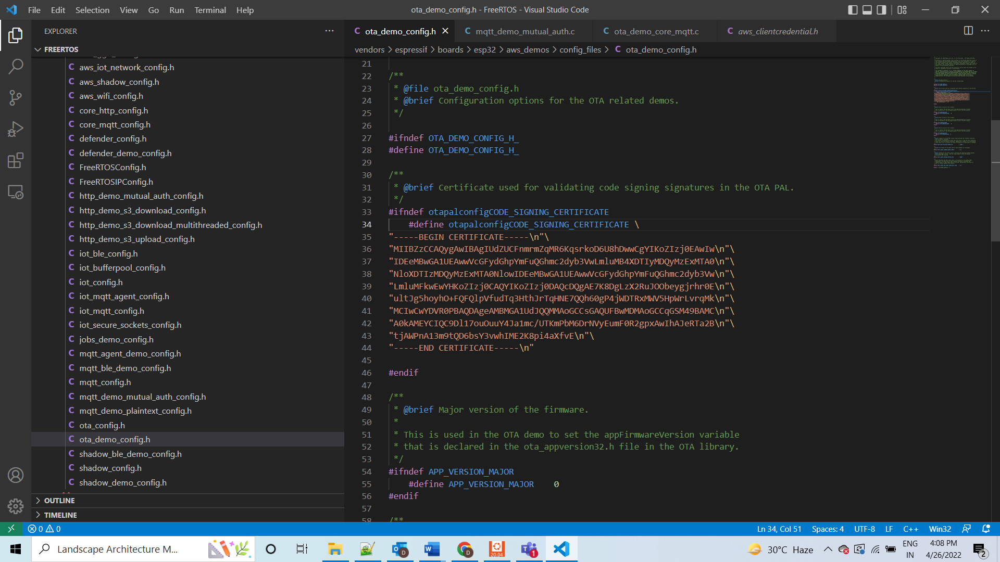 File Edit Selection View Go Run Terminal Help
ota_demo_config.h - FreeRTOS - Visual Studio Code
EXPLORER
FREERTOS
aws_iot_network_config.h
aws_shadow_config.h
aws_wifi_config.h
core_http_config.h
core_mqtt_config.h
defender_config.h
defender_demo_config.h
FreeRTOSConfig.h
FreeRTOSIPConfig.h
http_demo_mutual_auth_config.h
http_demo_s3_download_config.h
http_demo_s3_download_multithreaded_config.h
http_demo_s3_upload_config.h
iot_ble_config.h
iot_bufferpool_config.h
iot_config.h
iot_mqtt_agent_config.h
iot_mqtt_config.h
iot_secure_sockets_config.h
jobs_demo_config.h
mqtt_agent_demo_config.h
mqtt_ble_demo_config.h
mqtt_config.h
mqtt_demo_mutual_auth_config.h
mqtt_demo_plaintext_config.h
ota_config.h
ota_demo_config.h
shadow_ble_demo_config.h
shadow_config.h
shadow_demo_config.h
OUTLINE
TIMELINE
ota_demo_config.h mqtt_demo_mutual_auth.c ota_demo_core_mqtt.c aws_clientcredential.h
vendors > espressif > boards > esp32 > aws_demos > config_files > ota_demo_config.h
21
22 /**
23 * @file ota_demo_config.h
24 * @brief Configuration options for the OTA related demos.
25 */
26
27 #ifndef OTA_DEMO_CONFIG_H_
28 #define OTA_DEMO_CONFIG_H_
29
30 /**
31 * @brief Certificate used for validating code signing signatures in the OTA PAL.
32 */
33 #ifndef otapalconfigCODE_SIGNING_CERTIFICATE
34 #define otapalconfigCODE_SIGNING_CERTIFICATE \
35 "-----BEGIN CERTIFICATE-----\n"\
36 "MIIBZzCCAQygAwIBAgIUdZUCFnmrmZqMR6KqsrkoD6U8hDwwCgYIKoZIzj0EAwIw\n"\
37 "IDEeMBwGA1UEAwwVcGFydGhpYmFuQGhmc2dyb3VwLmluMB4XDTIyMDQyMzExMTA0\n"\
38 "NloXDTIzMDQyMzExMTA0NlowIDEeMBwGA1UEAwwVcGFydGhpYmFuQGhmc2dyb3Vw\n"\
39 "LmluMFkwEwYHKoZIzj0CAQYIKoZIzj0DAQcDQgAE7K8DgLzX2RuJOObeygjrhr0E\n"\
40 "ultJg5hoyhO+FQFQlpVfudTq3HthJrTqHNE7QQh60gP4jWDTRxMWV5HpWrLvrqMk\n"\
41 "MCIwCwYDVR0PBAQDAgeAMBMGA1UdJQQMMAoGCCsGAQUFBwMDMAoGCCqGSM49BAMC\n"\
42 "A0kAMEYCIQC9Dl17ouOuuY4Ja1mc/UTKmPbM6DrNVyEumF0R2gpxAwIhAJeRTa2B\n"\
43 "tjAWPnA13m9tQD6bsY3vwhIME2K8pi4aXfvE\n"\
44 "-----END CERTIFICATE-----\n"
45
46 #endif
47
48 /**
49 * @brief Major version of the firmware.
50 *
51 * This is used in the OTA demo to set the appFirmwareVersion variable
52 * that is declared in the ota_appversion32.h file in the OTA library.
53 */
54 #ifndef APP_VERSION_MAJOR
55 #define APP_VERSION_MAJOR 0
56 #endif
57
58 /**
0 0 Ln 34, Col 51 Spaces: 4 UTF-8 LF C++ Win32
Landscape Architecture M...
20.04
30°C Haze
ENG
IN
4:08 PM
4/26/2022
2